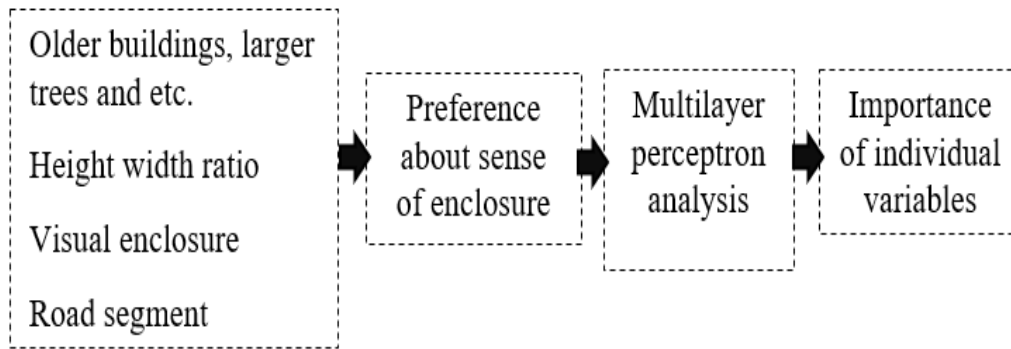 Older buildings, larger
trees and etc.
Height width ratio
Visual enclosure
Road segment
Preference
about sense
of enclosure
Multilayer
perceptron
analysis
Importance
of individual
variables